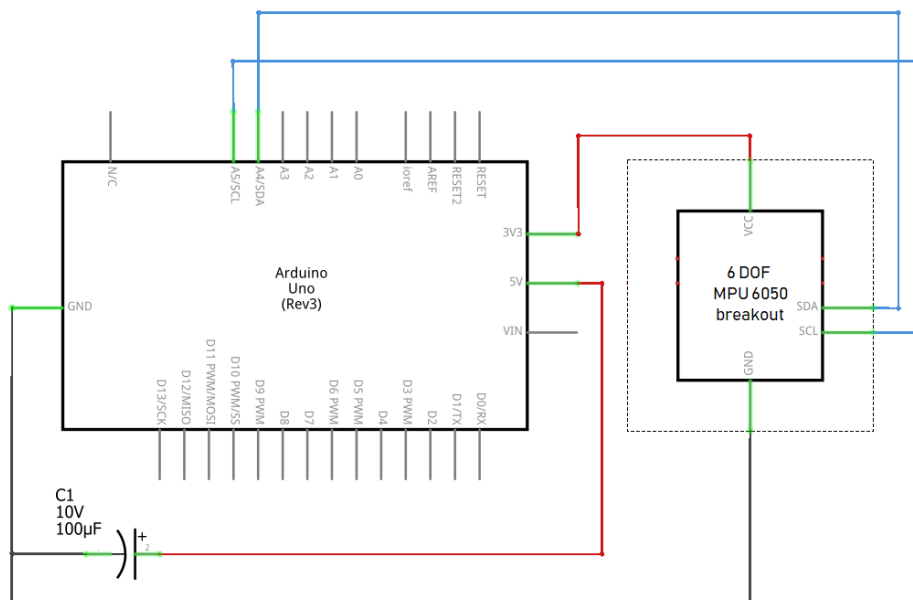 N/C
A5/SCL
A4/SDA
A3
A2
A1
A0
ioref
AREF
RESET2
RESET
3V3
5V
VIN
GND
Arduino
Uno
(Rev3)
D13/SCK
D12/MISO
D11 PWM/MOSI
D10 PWM/SS
D9 PWM
D8
D7
D6 PWM
D5 PWM
D4
D3 PWM
D2
D1/TX
D0/RX
VCC
6 DOF
MPU 6050
breakout
SDA
SCL
GND
C1
10V
100µF
+
2